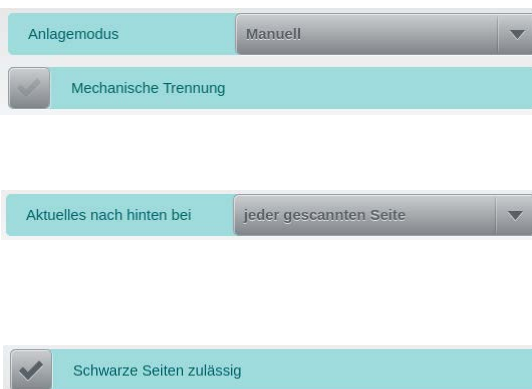 Anlagemodus Manuell
Mechanische Trennung
Aktuelles nach hinten bei jeder gescannten Seite
Schwarze Seiten zulässig